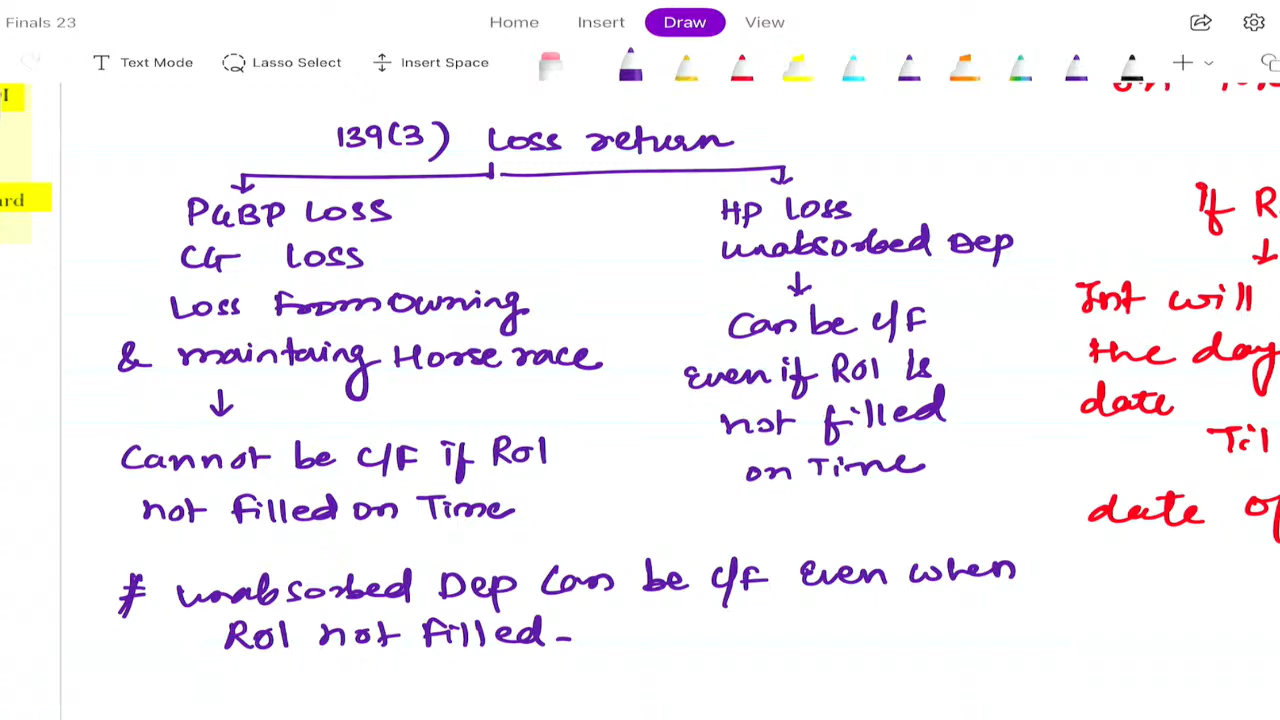 Finals 23
Home Insert Draw View
Text Mode Lasso Select Insert Space
I
ard
139(3) Loss return
PGBP Loss
CG Loss
Loss from owning
& maintaing Horse race
Cannot be c/F if ROI
not filled on Time
HP Loss
unabsorbed Dep
Can be c/F
Even if ROI is
not filled
on Time
# unabsorbed Dep Can be c/F Even when
ROI not filled-
If R
Int will
the day
date
Til
date of